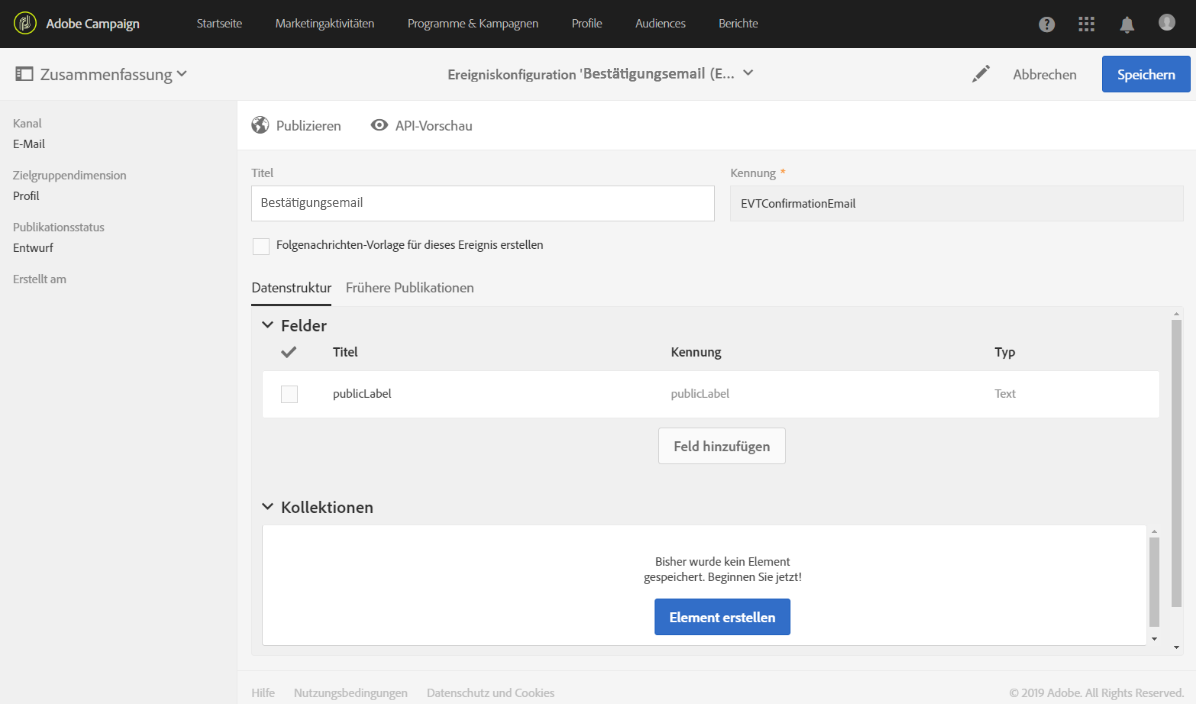 Adobe Campaign Startseite Marketingaktivitäten Programme & Kampagnen Profile Audiences Berichte
Zusammenfassung Ereigniskonfiguration 'Bestätigungsemail (E... Abbrechen Speichern
Kanal
E-Mail
Zielgruppendimension
Profil
Publikationsstatus
Entwurf
Erstellt am
Publizieren API-Vorschau
Titel Kennung *
Bestätigungsemail EVTConfirmationEmail
Folgenachrichten-Vorlage für dieses Ereignis erstellen
Datenstruktur Frühere Publikationen
Felder
Titel Kennung Typ
publicLabel publicLabel Text
Feld hinzufügen
Kollektionen
Bisher wurde kein Element
gespeichert. Beginnen Sie jetzt!
Element erstellen
Hilfe Nutzungsbedingungen Datenschutz und Cookies © 2019 Adobe. All Rights Reserved.